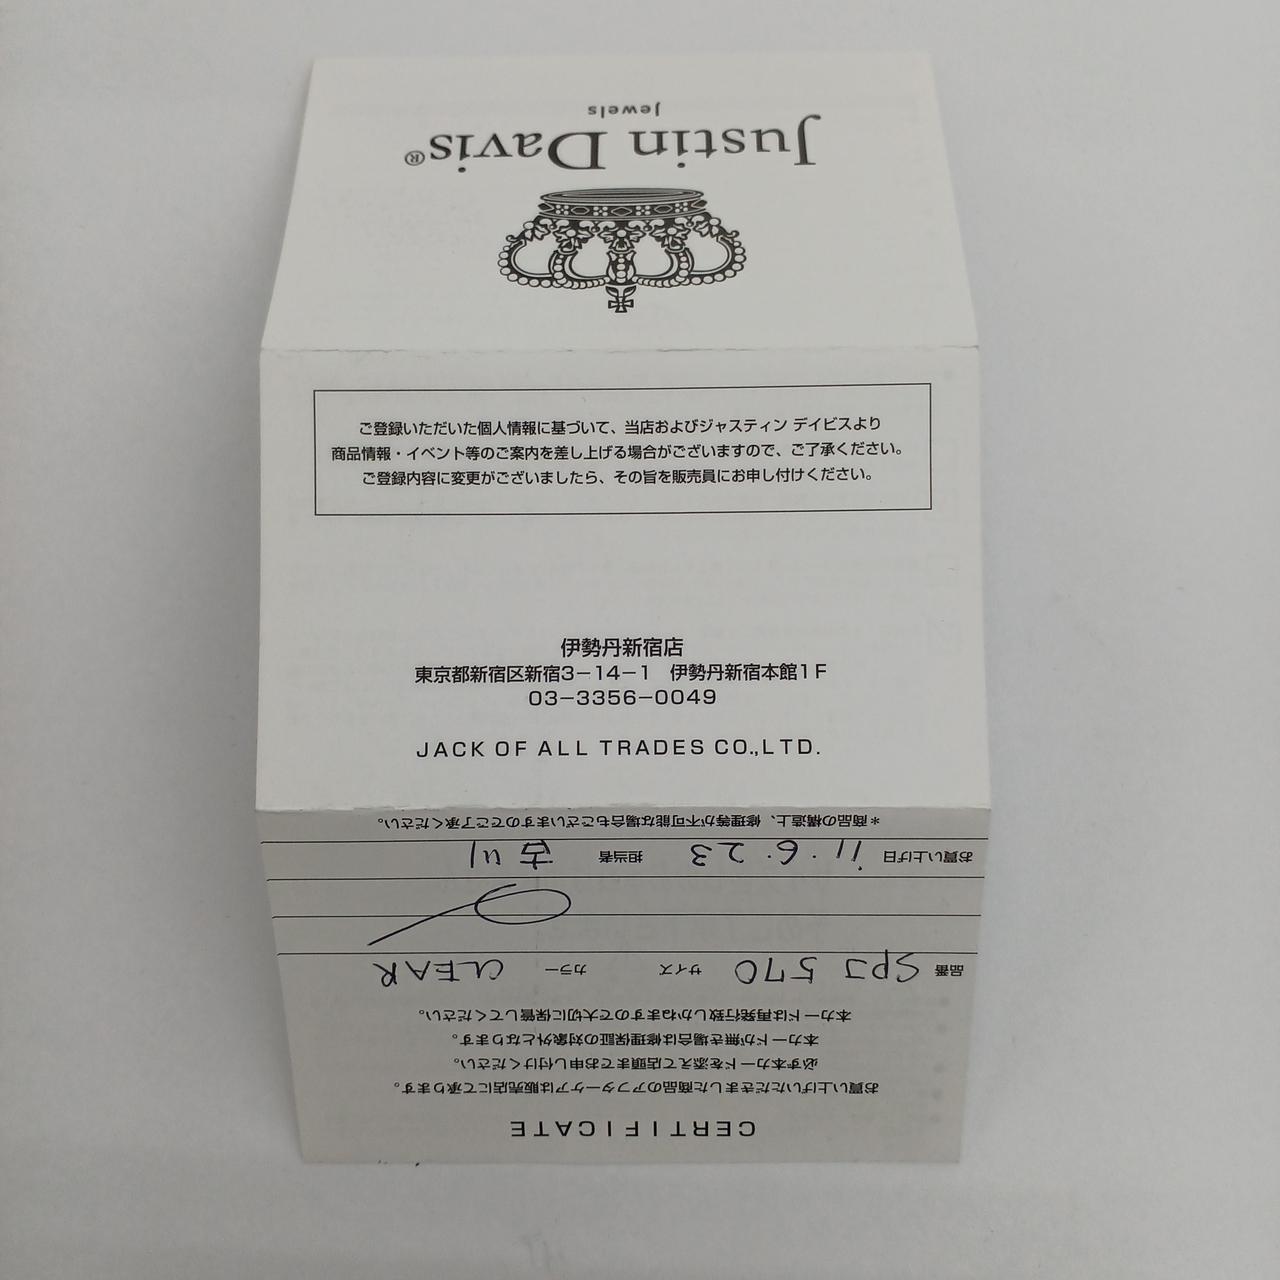 Justin Davis®
Jewels
ご登録いただいた個人情報に基づいて、当店およびジャスティン デイビスより
商品情報・イベント等のご案内を差し上げる場合がございますので、ご了承ください。
ご登録内容に変更がございましたら、その旨を販売員にお申し付けください。
伊勢丹新宿店
東京都新宿区新宿3−14−1 伊勢丹新宿本館1F
03−3356−0049
JACK OF ALL TRADES CO.,LTD.
CERTIFICATE
お買い上げいただきました商品のアフターケアは販売店にて承ります。
必ず本カードを添えて店頭までお申し付けください。
本カードが無き場合は修理保証の対象外となります。
本カードは再発行致しかねますので大切に保管してください。
品番 SPJ 570 サイズ カラー CLEAR
お買い上げ日 11.6.23 担当者 吉川
＊商品の構造上、修理等が不可能な場合もございますのでご了承ください。